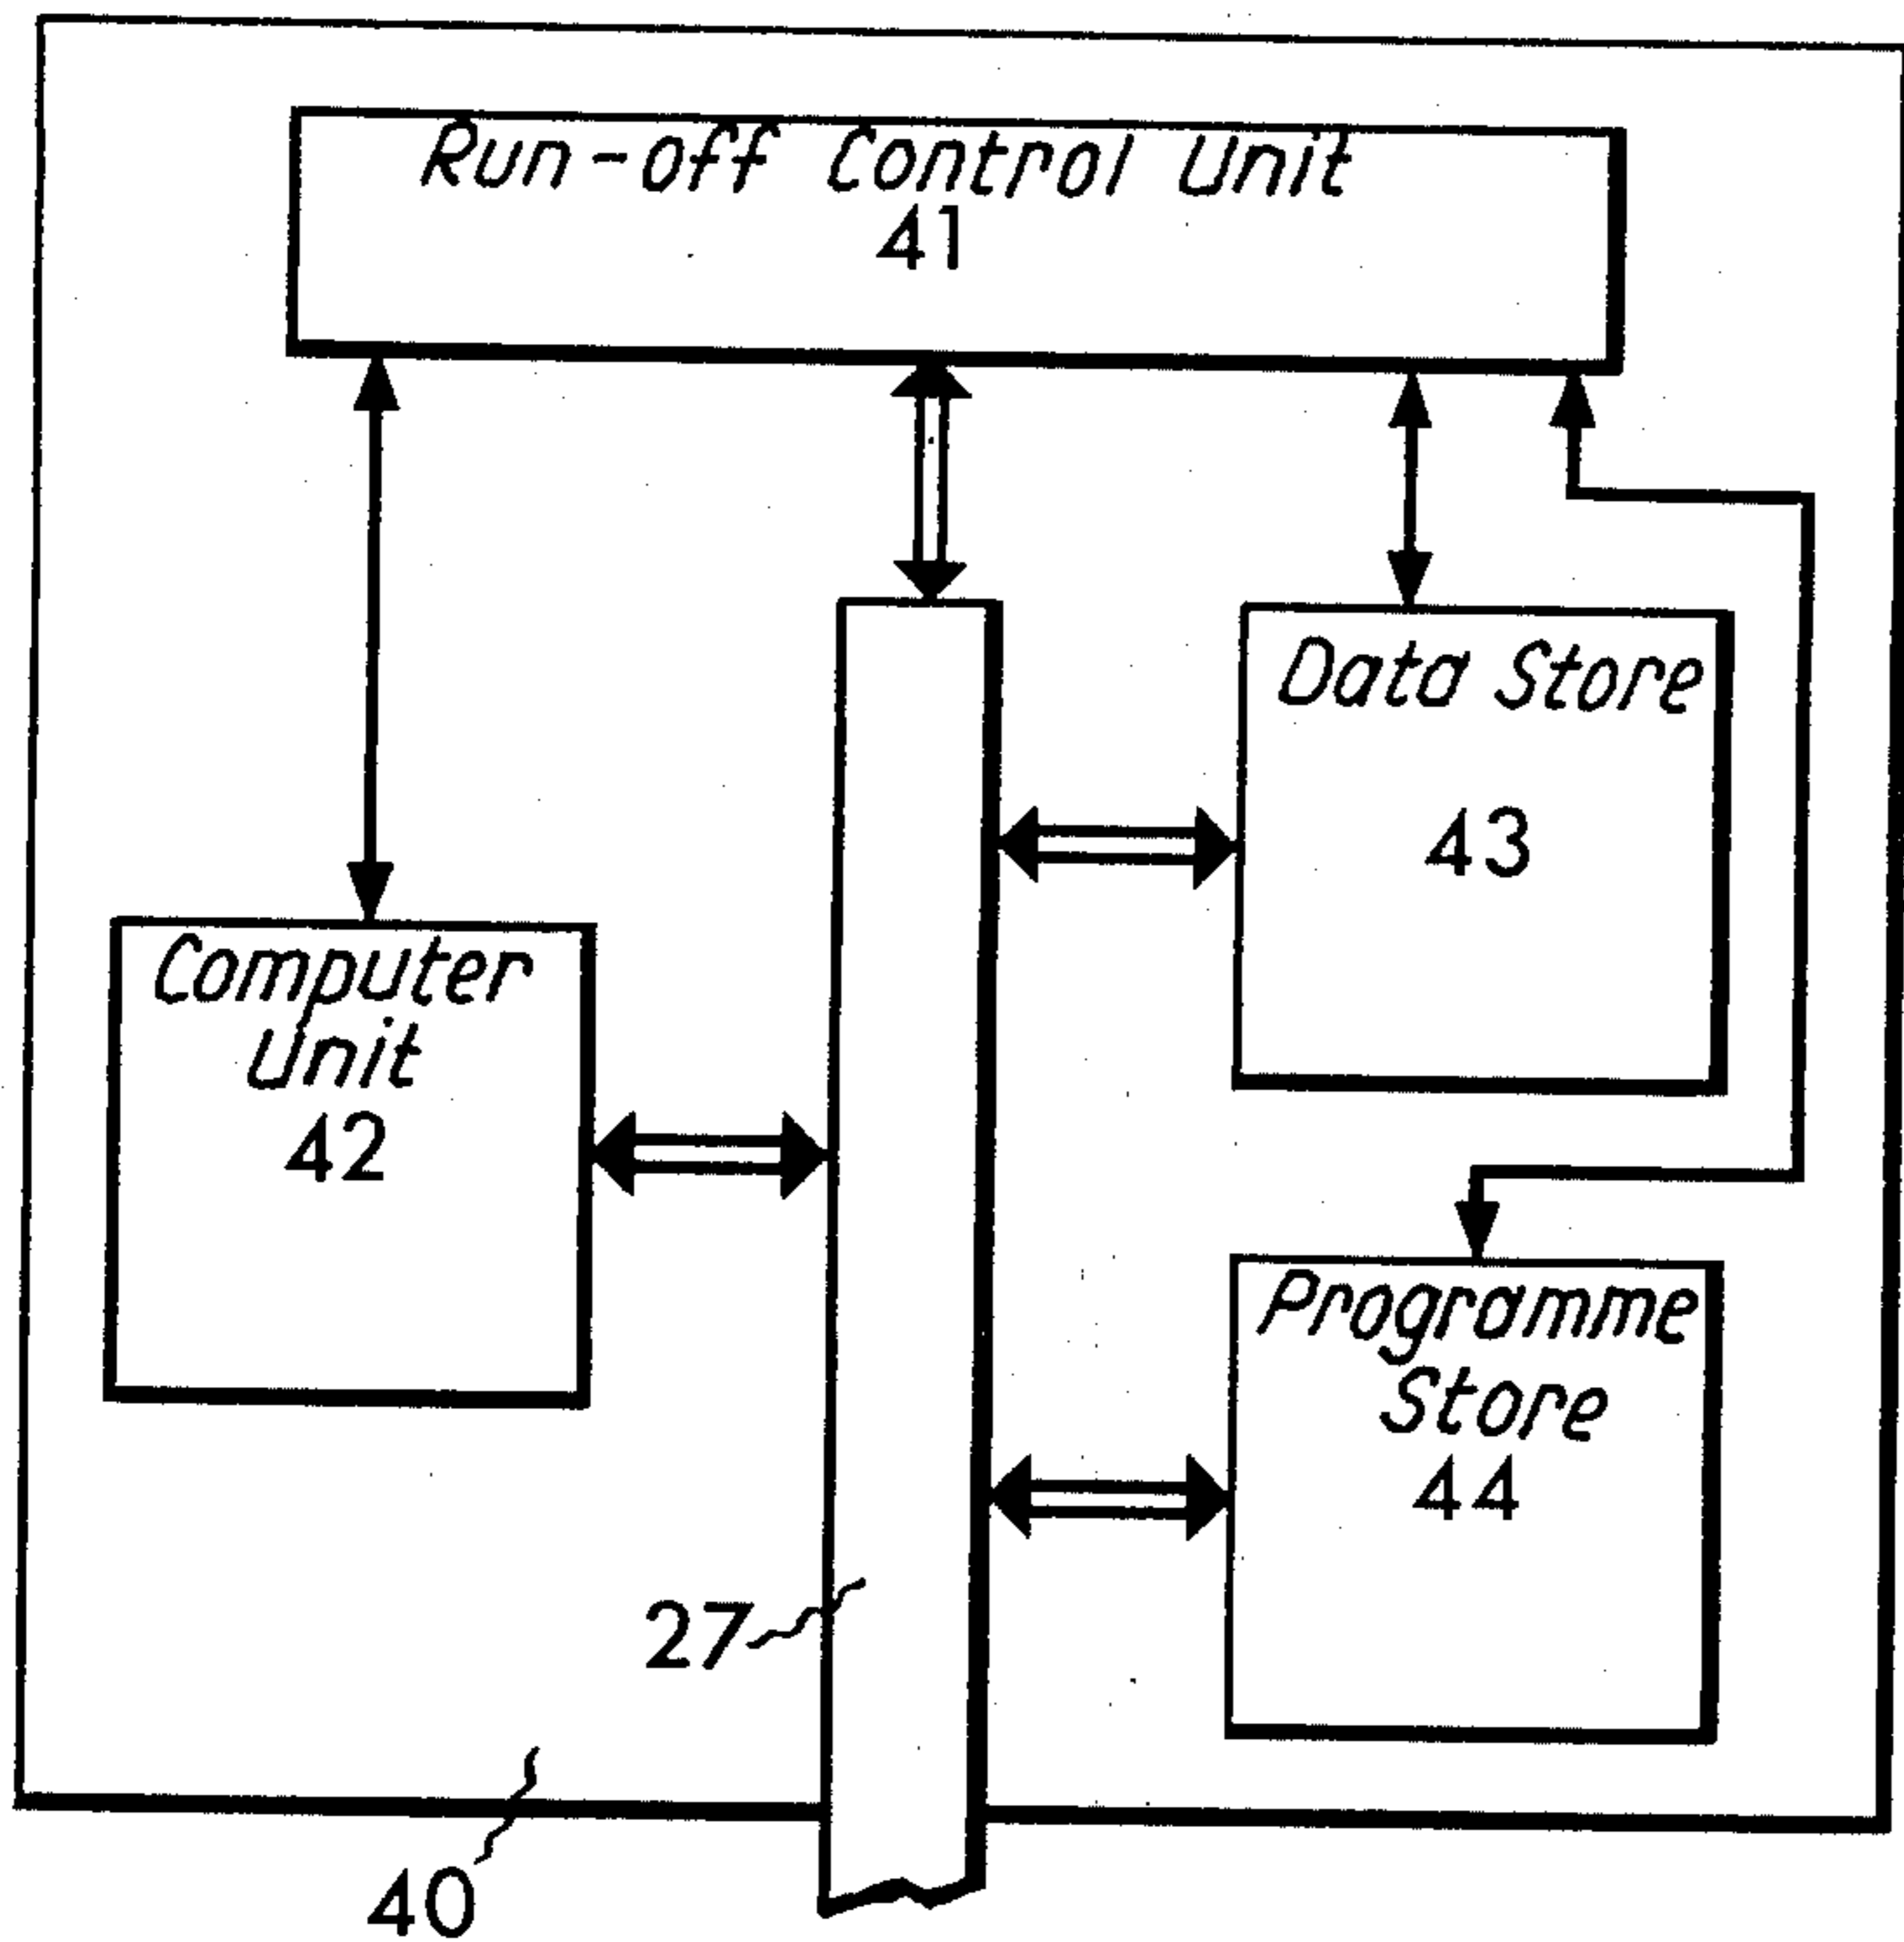 Run-off Control Unit
41
Data Store
43
Computer
Unit
42
Programme
Store
44
27
40